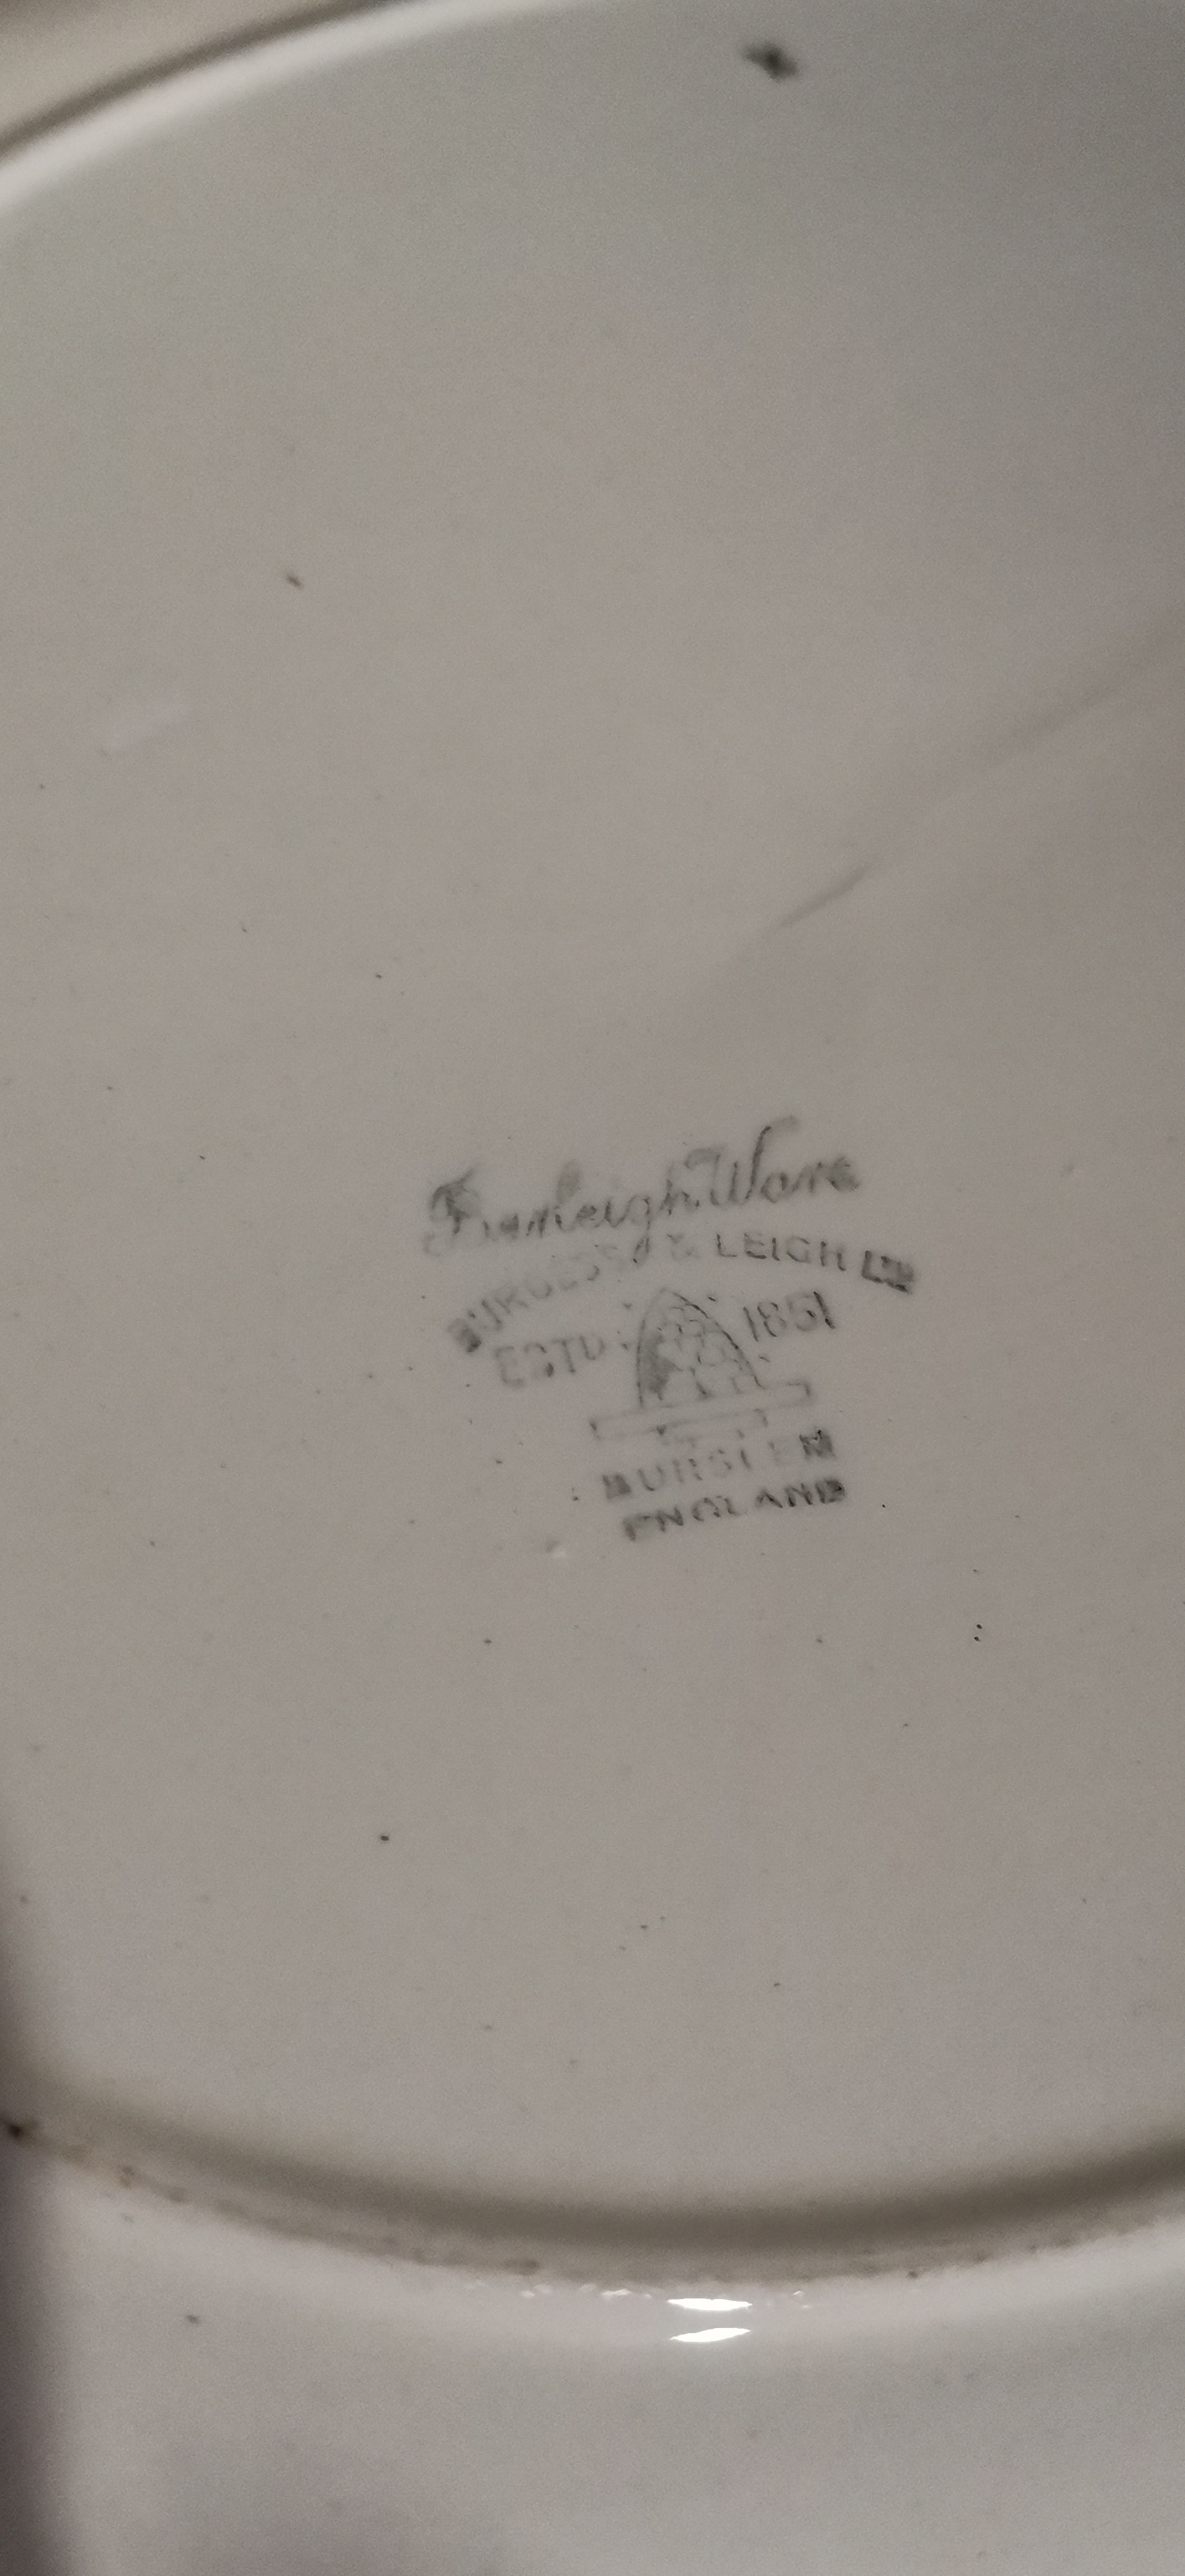 Burleigh Ware
BURGESS & LEIGH LTD
ESTD. 1851
BURSLEM
ENGLAND